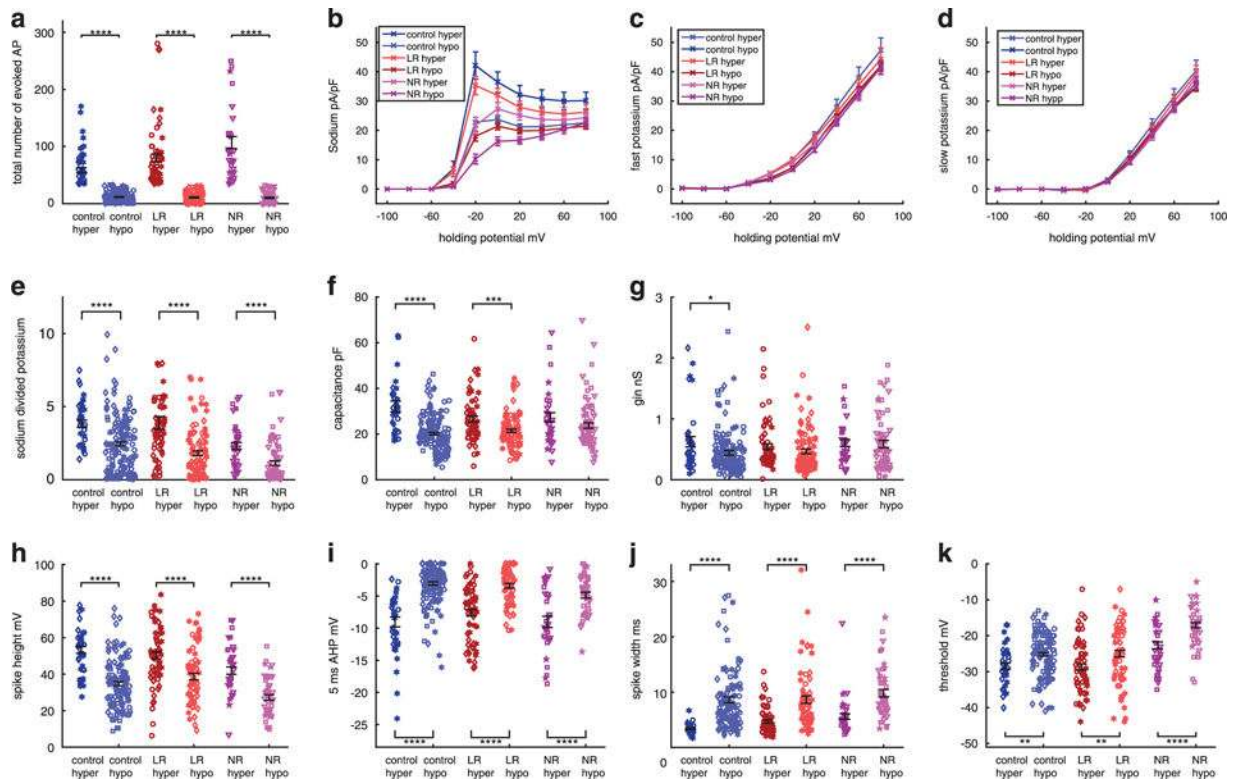 a
total number of evoked AP
300
200
100
0
****
****
****
control hyper
control hypo
LR hyper
LR hypo
NR hyper
NR hypo
b
Sodium pA/pF
50
40
30
20
10
0
control hyper
control hypo
LR hyper
LR hypo
NR hyper
NR hypo
-100 -60 -20 20 60 100
holding potential mV
c
fast potassium pA/pF
50
40
30
20
10
0
control hyper
control hypo
LR hyper
LR hypo
NR hyper
NR hypo
-100 -60 -20 20 60 100
holding potential mV
d
slow potassium pA/pF
50
40
30
20
10
0
control hyper
control hypo
LR hyper
LR hypo
NR hyper
NR hypp
-100 -60 -20 20 60 100
holding potential mV
e
sodium divided potassium
10
5
0
****
****
****
control hyper
control hypo
LR hyper
LR hypo
NR hyper
NR hypo
f
capacitance pF
80
60
40
20
0
****
***
control hyper
control hypo
LR hyper
LR hypo
NR hyper
NR hypo
g
gin nS
3
2
1
0
*
control hyper
control hypo
LR hyper
LR hypo
NR hyper
NR hypo
h
spike height mV
100
80
60
40
20
0
****
****
****
control hyper
control hypo
LR hyper
LR hypo
NR hyper
NR hypo
i
5 ms AHP mV
0
-5
-10
-15
-20
-25
****
****
****
control hyper
control hypo
LR hyper
LR hypo
NR hyper
NR hypo
j
spike width ms
30
20
10
0
****
****
****
control hyper
control hypo
LR hyper
LR hypo
NR hyper
NR hypo
k
threshold mV
0
-10
-20
-30
-40
-50
**
**
****
control hyper
control hypo
LR hyper
LR hypo
NR hyper
NR hypo